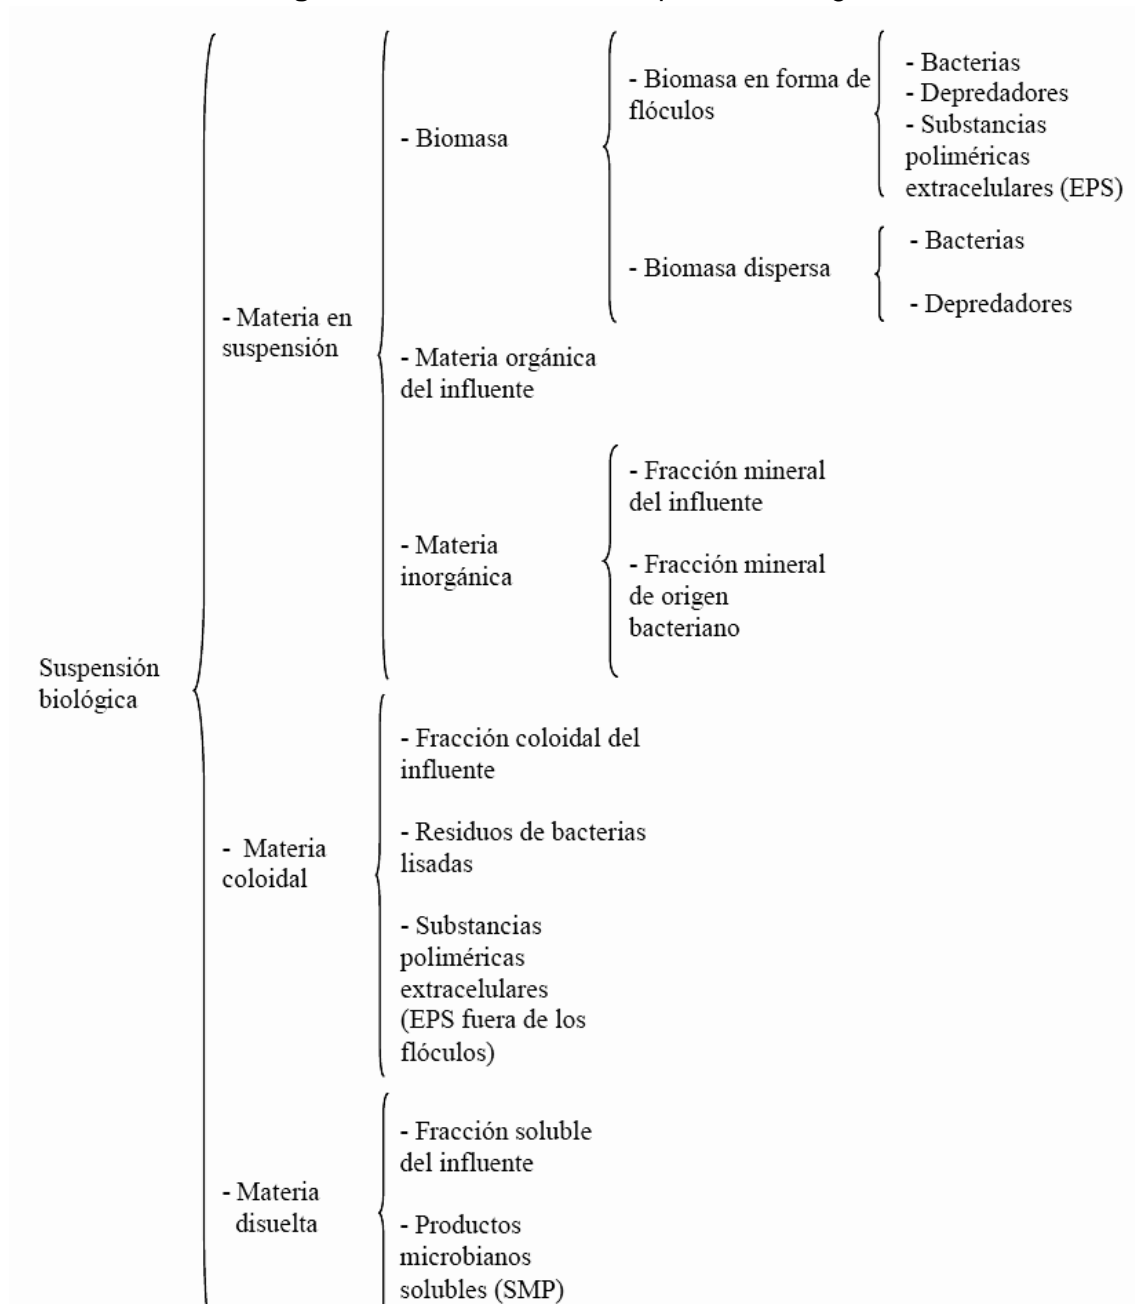 - Bacterias
- Depredadores
- Substancias
poliméricas
extracelulares (EPS)
- Biomasa en forma de
flóculos
- Biomasa
- Bacterias
- Biomasa dispersa
- Depredadores
- Materia en
suspensión
- Materia orgánica
del influente
- Fracción mineral
del influente
- Materia
inorgánica
- Fracción mineral
de origen
bacteriano
Suspensión
biológica
- Fracción coloidal del
influente
- Residuos de bacterias
lisadas
- Materia
coloidal
- Substancias
poliméricas
extracelulares
(EPS fuera de los
flóculos)
- Fracción soluble
del influente
- Materia
disuelta
- Productos
microbianos
solubles (SMP)